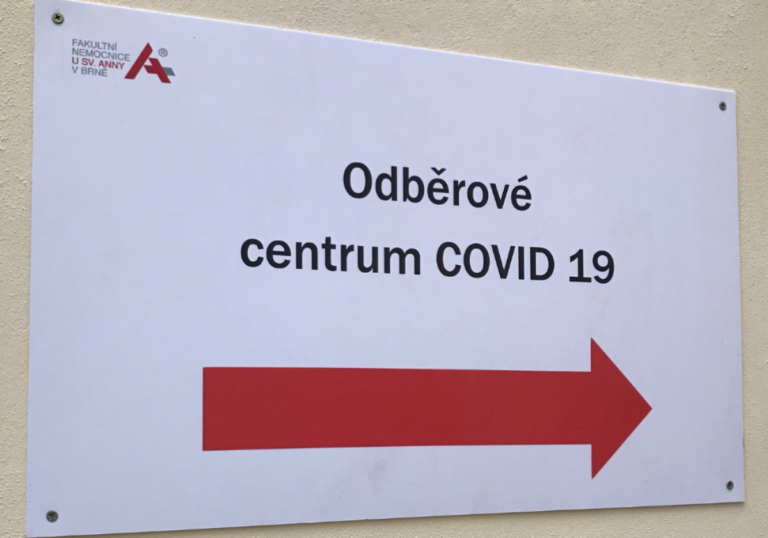 FAKULTNÍ
NEMOCNICE
U SV. ANNY
V BRNĚ
®
Odběrové
centrum COVID 19